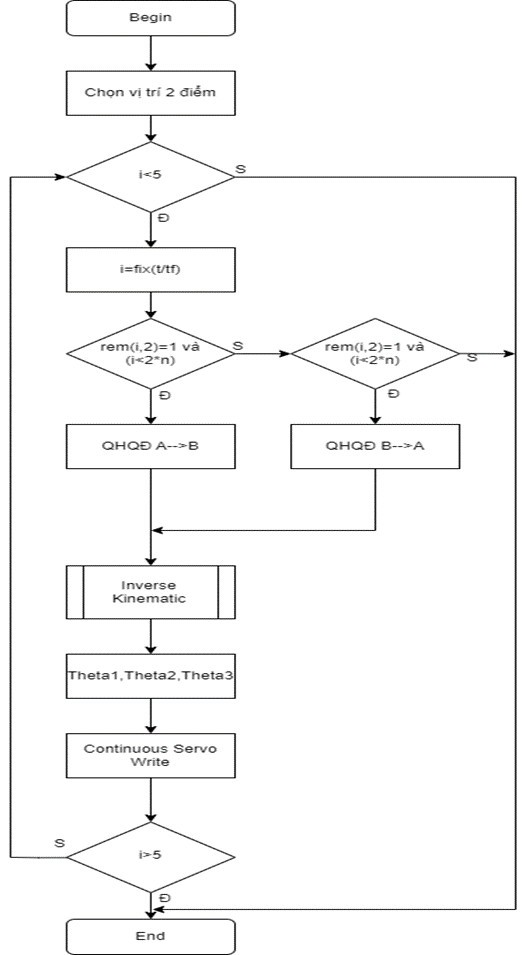 Begin
Chọn vị trí 2 điểm
i<5
S
Đ
i=fix(t/tf)
rem(i,2)=1 và
(i<2*n)
S
rem(i,2)=1 và
(i<2*n)
S
Đ
Đ
QHQĐ A-->B
QHQĐ B-->A
Inverse
Kinematic
Theta1,Theta2,Theta3
Continuous Servo
Write
S
i>5
Đ
End